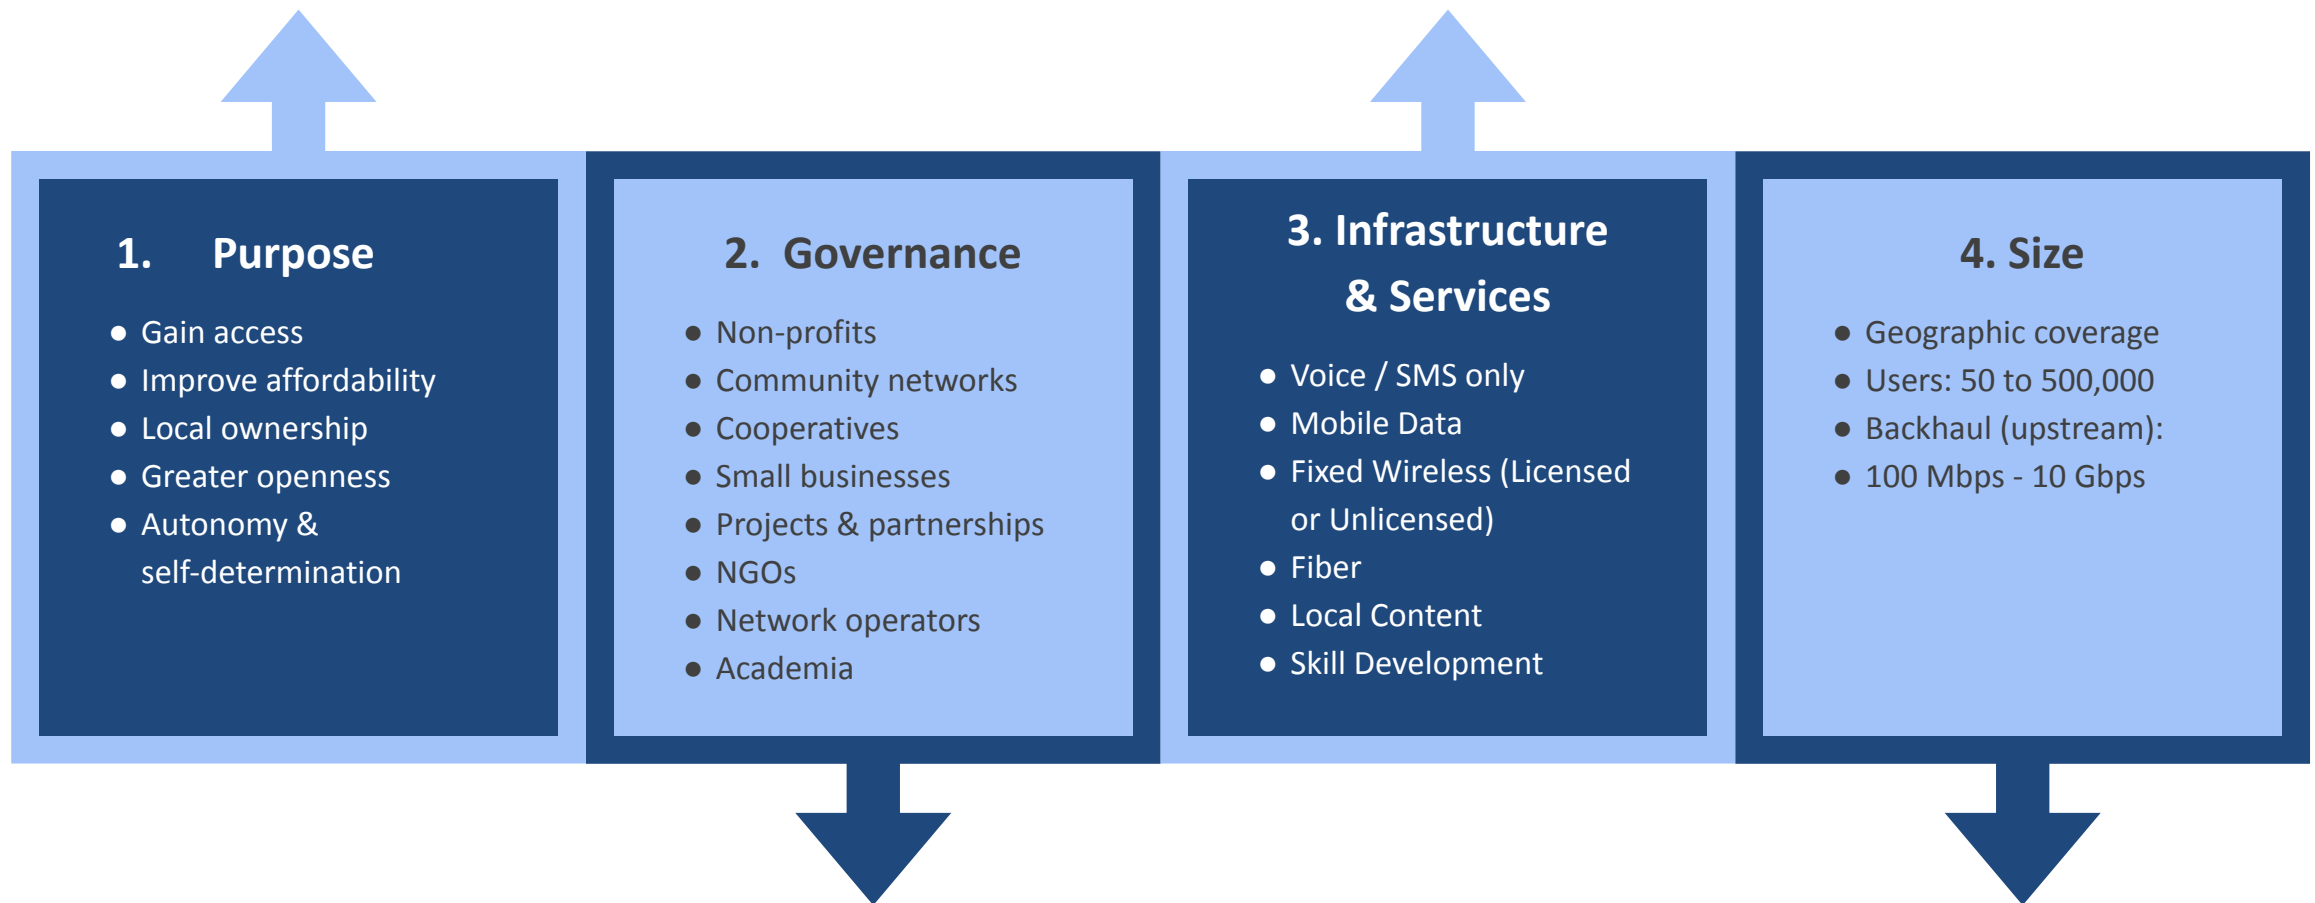 1. Purpose
● Gain access
● Improve affordability
● Local ownership
● Greater openness
● Autonomy &
self-determination
2. Governance
● Non-profits
● Community networks
● Cooperatives
● Small businesses
● Projects & partnerships
● NGOs
● Network operators
● Academia
3. Infrastructure
& Services
● Voice / SMS only
● Mobile Data
● Fixed Wireless (Licensed
or Unlicensed)
● Fiber
● Local Content
● Skill Development
4. Size
● Geographic coverage
● Users: 50 to 500,000
● Backhaul (upstream):
● 100 Mbps - 10 Gbps